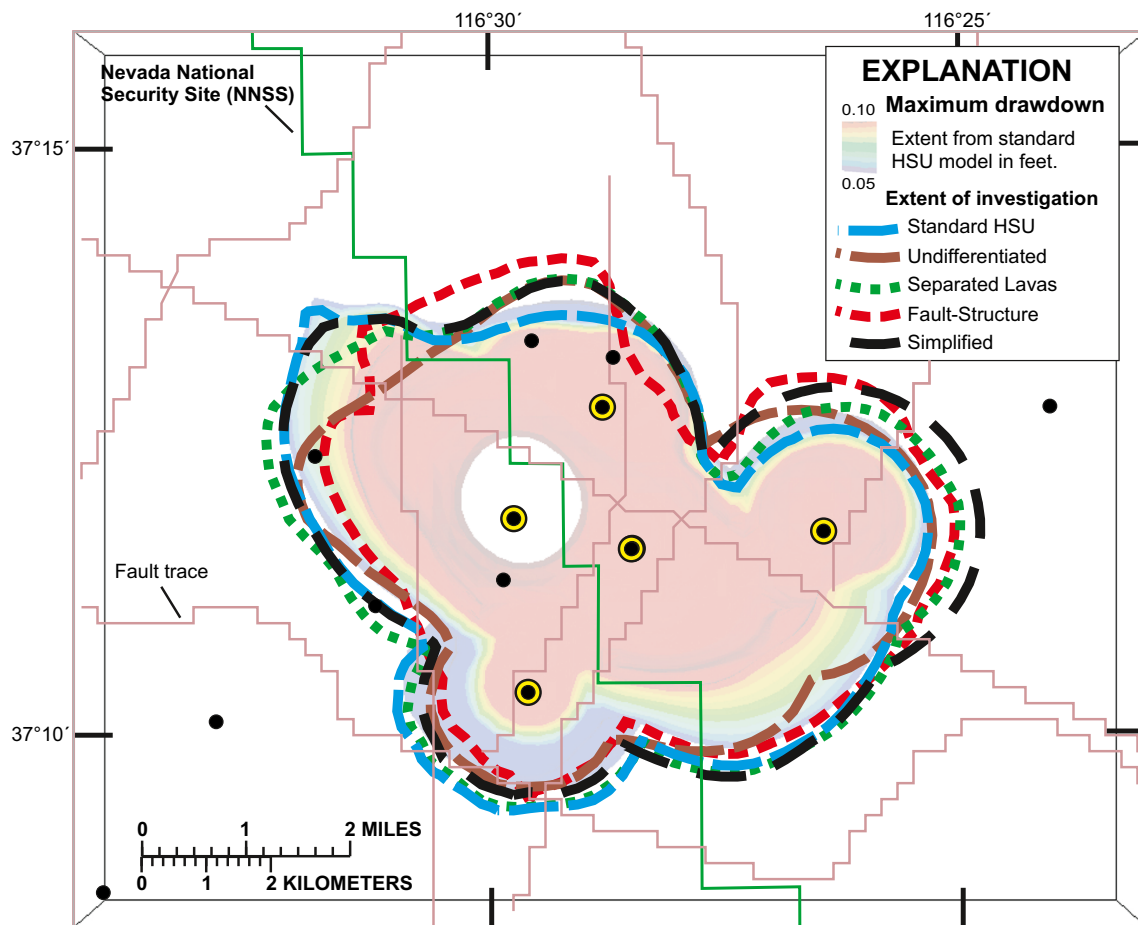 116°30´
116°25´
Nevada National
Security Site (NNSS)
37°15´
EXPLANATION
Maximum drawdown
0.10
Extent from standard
HSU model in feet.
0.05
Extent of investigation
Standard HSU
Undifferentiated
Separated Lavas
Fault-Structure
Simplified
Fault trace
37°10´
0 1 2 MILES
0 1 2 KILOMETERS